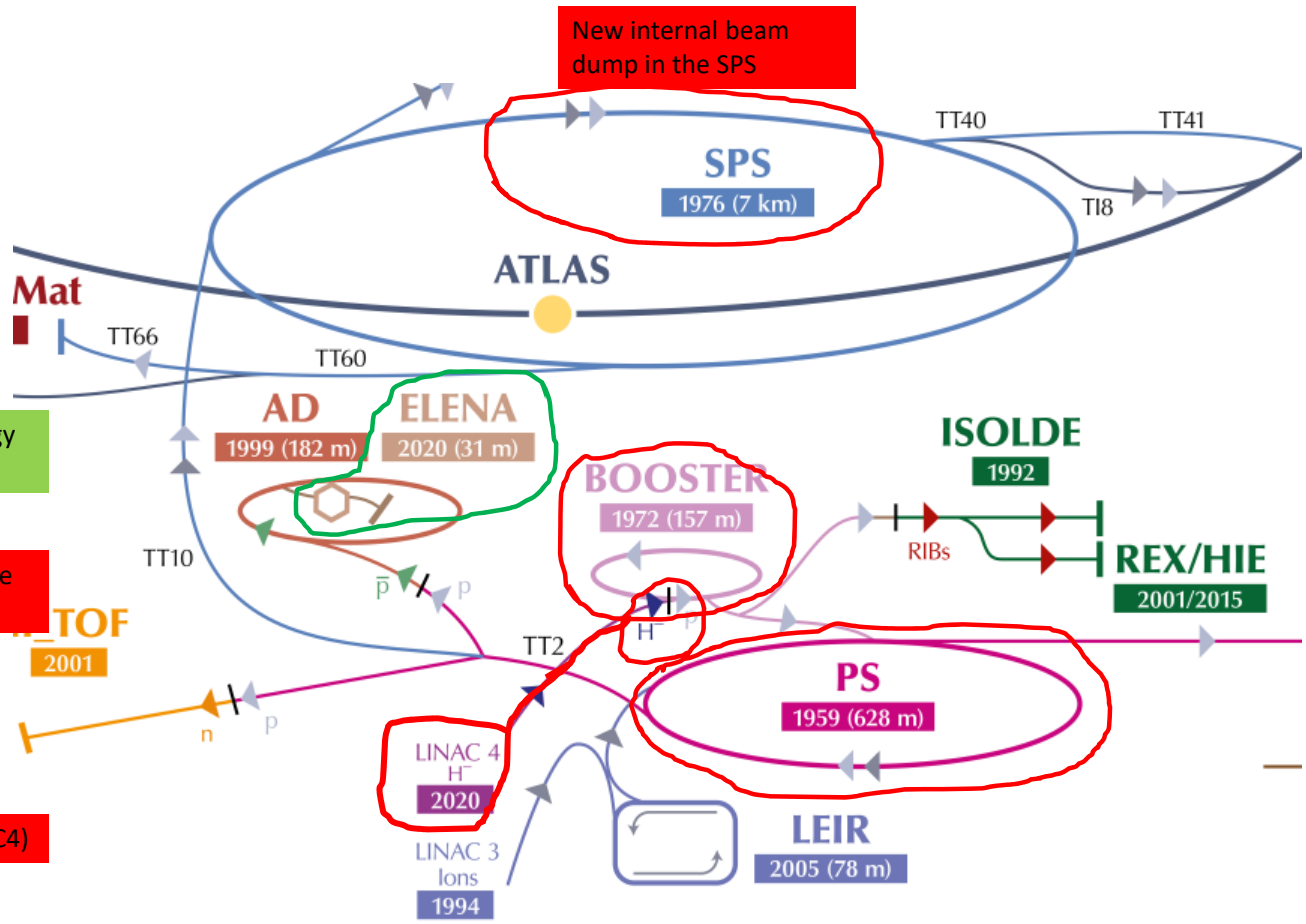 New internal beam
dump in the SPS
TT40
TT41
SPS
1976 (7 km)
TI8
ATLAS
Mat
TT66
TT60
AD
1999 (182 m)
ELENA
2020 (31 m)
gy
ISOLDE
1992
BOOSTER
1972 (157 m)
RIBs
REX/HIE
2001/2015
TT10
p̅
p
e
p
H⁻
_TOF
2001
TT2
PS
1959 (628 m)
p
n
LINAC 4
H⁻
2020
C4)
LEIR
2005 (78 m)
LINAC 3
Ions
1994